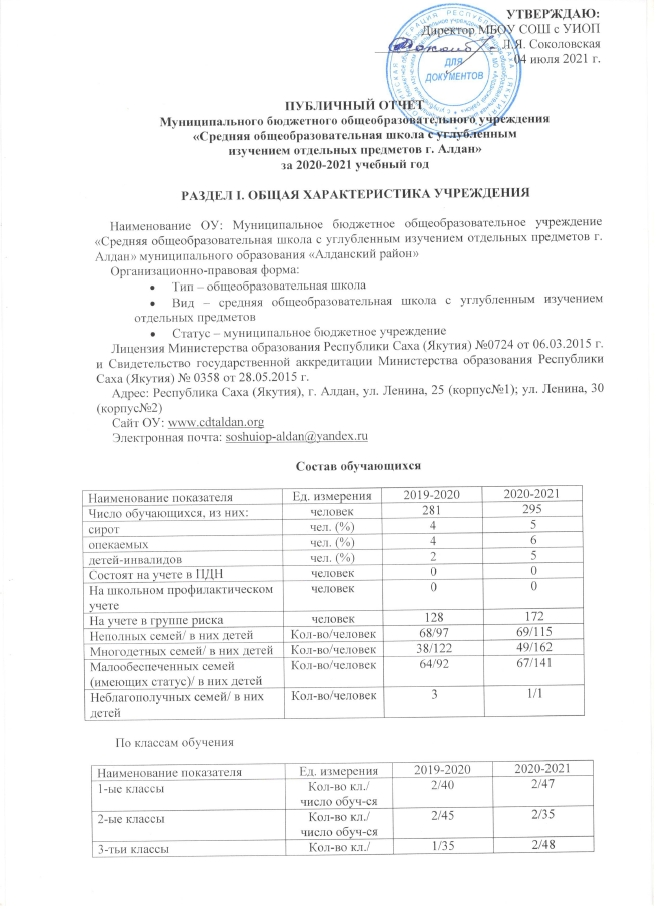 УТВЕРЖДАЮ:
Директор МБОУ СОШ с УИОП
Л.Я. Соколовская
04 июля 2021 г.
ДЛЯ
ДОКУМЕНТОВ
ПУБЛИЧНЫЙ ОТЧЕТ
Муниципального бюджетного общеобразовательного учреждения
«Средняя общеобразовательная школа с углубленным
изучением отдельных предметов г. Алдан»
за 2020-2021 учебный год
РАЗДЕЛ I. ОБЩАЯ ХАРАКТЕРИСТИКА УЧРЕЖДЕНИЯ
Наименование ОУ: Муниципальное бюджетное общеобразовательное учреждение
«Средняя общеобразовательная школа с углубленным изучением отдельных предметов г.
Алдан» муниципального образования «Алданский район»
Организационно-правовая форма:
• Тип – общеобразовательная школа
• Вид – средняя общеобразовательная школа с углубленным изучением
отдельных предметов
• Статус – муниципальное бюджетное учреждение
Лицензия Министерства образования Республики Саха (Якутия) №0724 от 06.03.2015 г.
и Свидетельство государственной аккредитации Министерства образования Республики
Саха (Якутия) № 0358 от 28.05.2015 г.
Адрес: Республика Саха (Якутия), г. Алдан, ул. Ленина, 25 (корпус№1); ул. Ленина, 30
(корпус№2)
Сайт ОУ: www.cdtaldan.org
Электронная почта: soshuiop-aldan@yandex.ru
Состав обучающихся
Наименование показателя Ед. измерения 2019-2020 2020-2021
Число обучающихся, из них: человек 281 295
сирот чел. (%) 4 5
опекаемых чел. (%) 4 6
детей-инвалидов чел. (%) 2 5
Состоят на учете в ПДН человек 0 0
На школьном профилактическом человек 0 0
учете
На учете в группе риска человек 128 172
Неполных семей/ в них детей Кол-во/человек 68/97 69/115
Многодетных семей/ в них детей Кол-во/человек 38/122 49/162
Малообеспеченных семей Кол-во/человек 64/92 67/141
(имеющих статус)/ в них детей
Неблагополучных семей/ в них Кол-во/человек 3 1/1
детей
По классам обучения
Наименование показателя Ед. измерения 2019-2020 2020-2021
1-ые классы Кол-во кл./ 2/40 2/47
число обуч-ся
2-ые классы Кол-во кл./ 2/45 2/35
число обуч-ся
3-тьи классы Кол-во кл./ 1/35 2/48